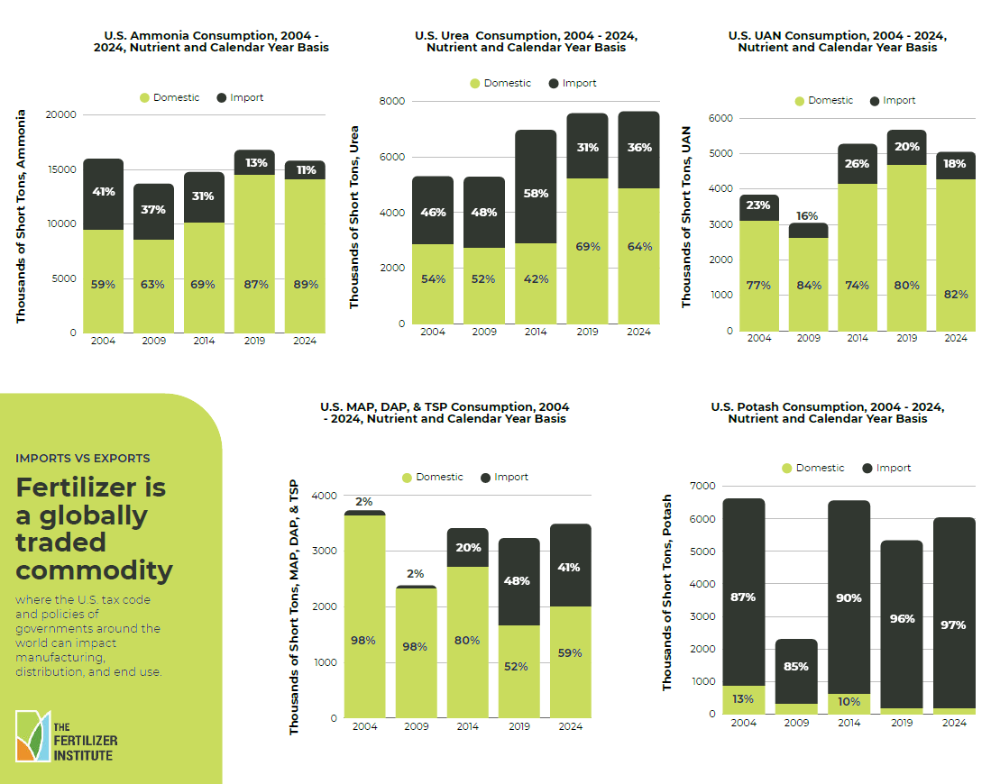 U.S. Ammonia Consumption, 2004 -
2024, Nutrient and Calendar Year Basis
Domestic Import
Thousands of Short Tons, Ammonia
20000
15000
10000
5000
0
41%
37%
31%
13%
11%
59%
63%
69%
87%
89%
2004 2009 2014 2019 2024
U.S. Urea Consumption, 2004 - 2024,
Nutrient and Calendar Year Basis
Domestic Import
Thousands of Short Tons, Urea
8000
6000
4000
2000
0
46%
48%
58%
31%
36%
54%
52%
42%
69%
64%
2004 2009 2014 2019 2024
U.S. UAN Consumption, 2004 - 2024,
Nutrient and Calendar Year Basis
Domestic Import
Thousands of Short Tons, UAN
6000
5000
4000
3000
2000
1000
0
23%
16%
26%
20%
18%
77%
84%
74%
80%
82%
2004 2009 2014 2019 2024
IMPORTS VS EXPORTS
Fertilizer is
a globally
traded
commodity
where the U.S. tax code
and policies of
governments around the
world can impact
manufacturing,
distribution, and end use.
THE
FERTILIZER
INSTITUTE
U.S. MAP, DAP, & TSP Consumption, 2004
- 2024, Nutrient and Calendar Year Basis
Domestic Import
Thousands of Short Tons, MAP, DAP, & TSP
4000
3000
2000
1000
0
2%
2%
20%
48%
41%
98%
98%
80%
52%
59%
2004 2009 2014 2019 2024
U.S. Potash Consumption, 2004 - 2024,
Nutrient and Calendar Year Basis
Domestic Import
Thousands of Short Tons, Potash
7000
6000
5000
4000
3000
2000
1000
0
87%
85%
90%
96%
97%
13%
10%
2004 2009 2014 2019 2024